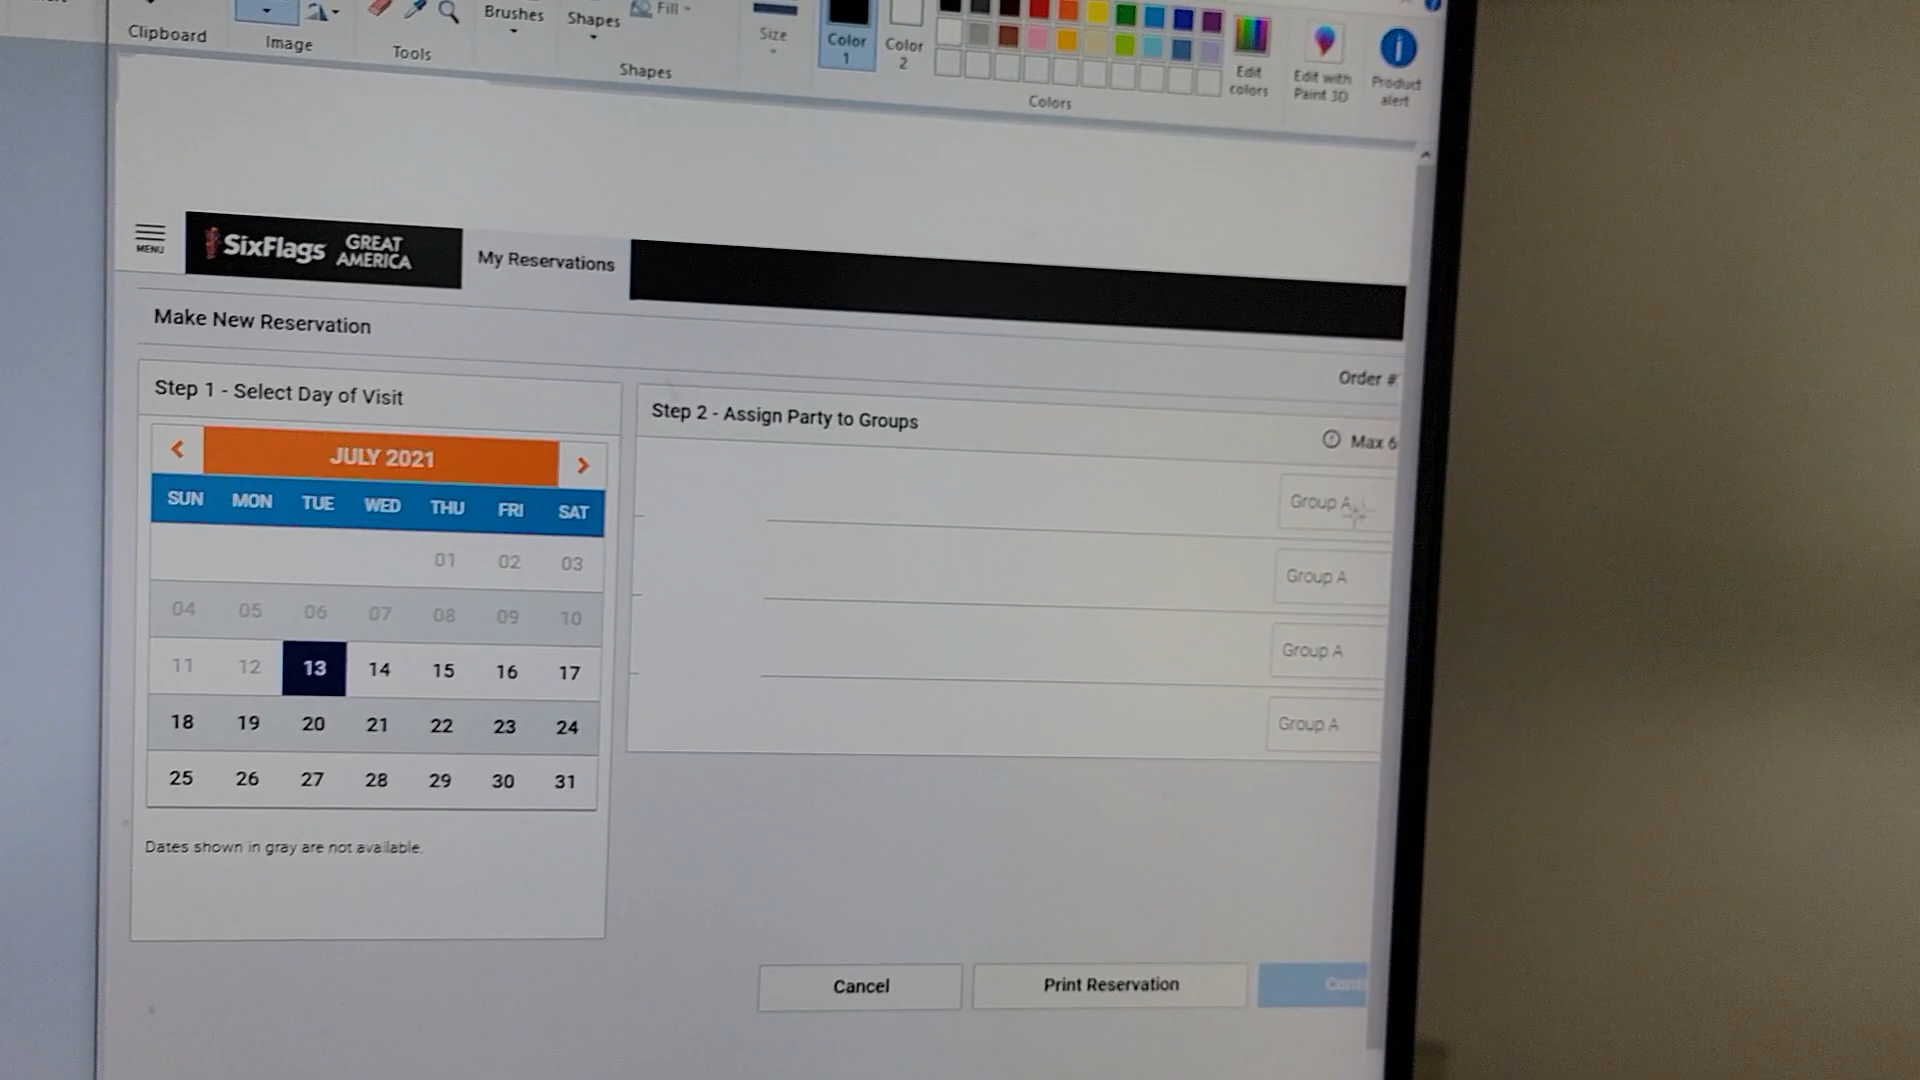 Clipboard
Image
Tools
Brushes
Shapes
Fill
Shapes
Size
Color 1
Color 2
Edit colors
Edit with Paint 3D
Product alert
Colors
MENU
SixFlags GREAT AMERICA
My Reservations
Make New Reservation
Order #
Step 1 - Select Day of Visit
Step 2 - Assign Party to Groups
Max 6
JULY 2021
SUN MON TUE WED THU FRI SAT
01 02 03
04 05 06 07 08 09 10
11 12 13 14 15 16 17
18 19 20 21 22 23 24
25 26 27 28 29 30 31
Dates shown in gray are not available.
Group A
Group A
Group A
Group A
Cancel
Print Reservation
Conti